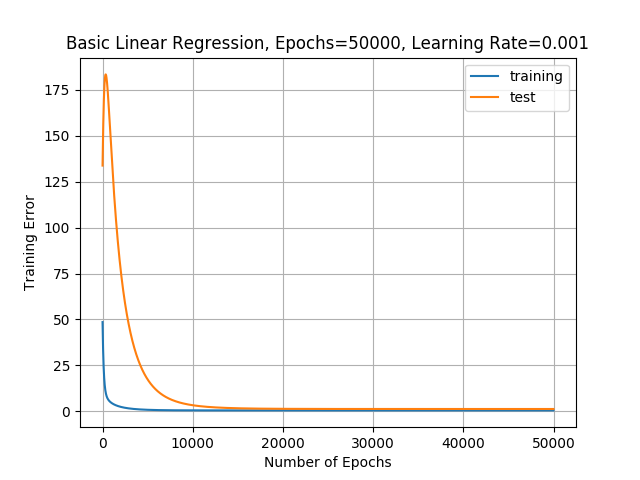 Basic Linear Regression, Epochs=50000, Learning Rate=0.001
training
test
175
150
125
100
75
50
25
0
Training Error
0 10000 20000 30000 40000 50000
Number of Epochs